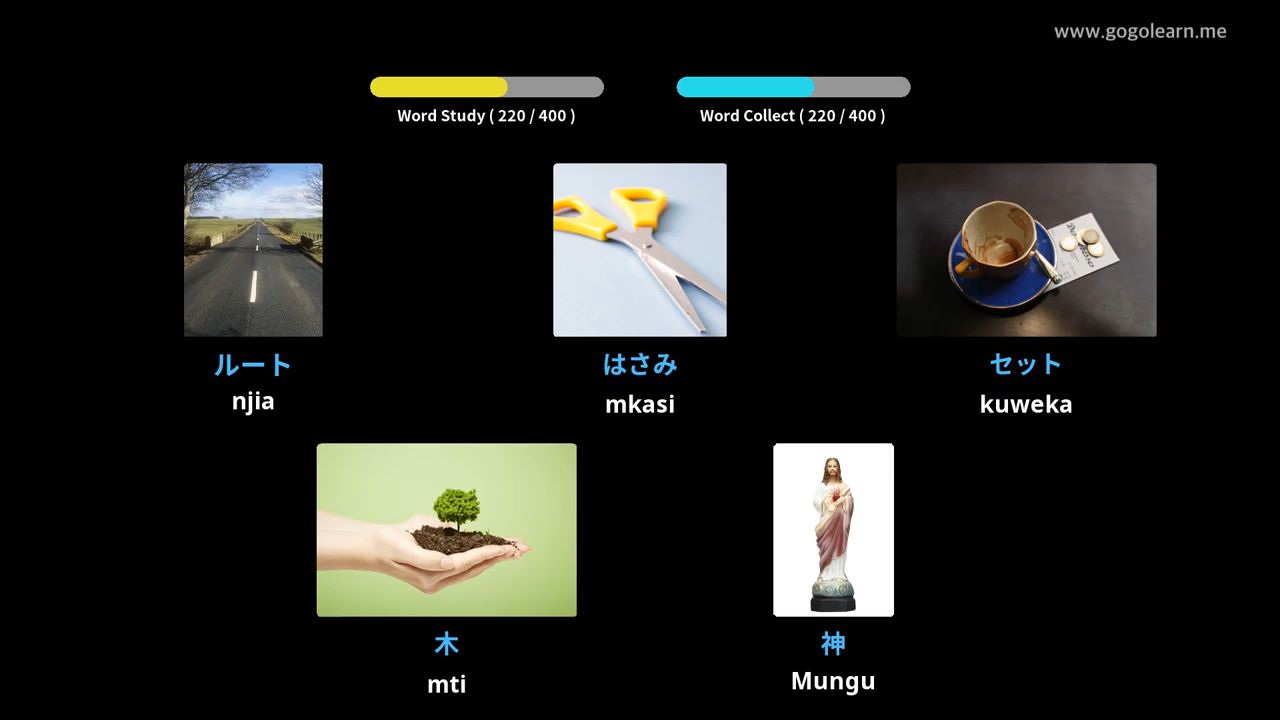 www.gogolearn.me
Word Study ( 220 / 400 )
Word Collect ( 220 / 400 )
ルート
njia
はさみ
mkasi
セット
kuweka
木
mti
神
Mungu